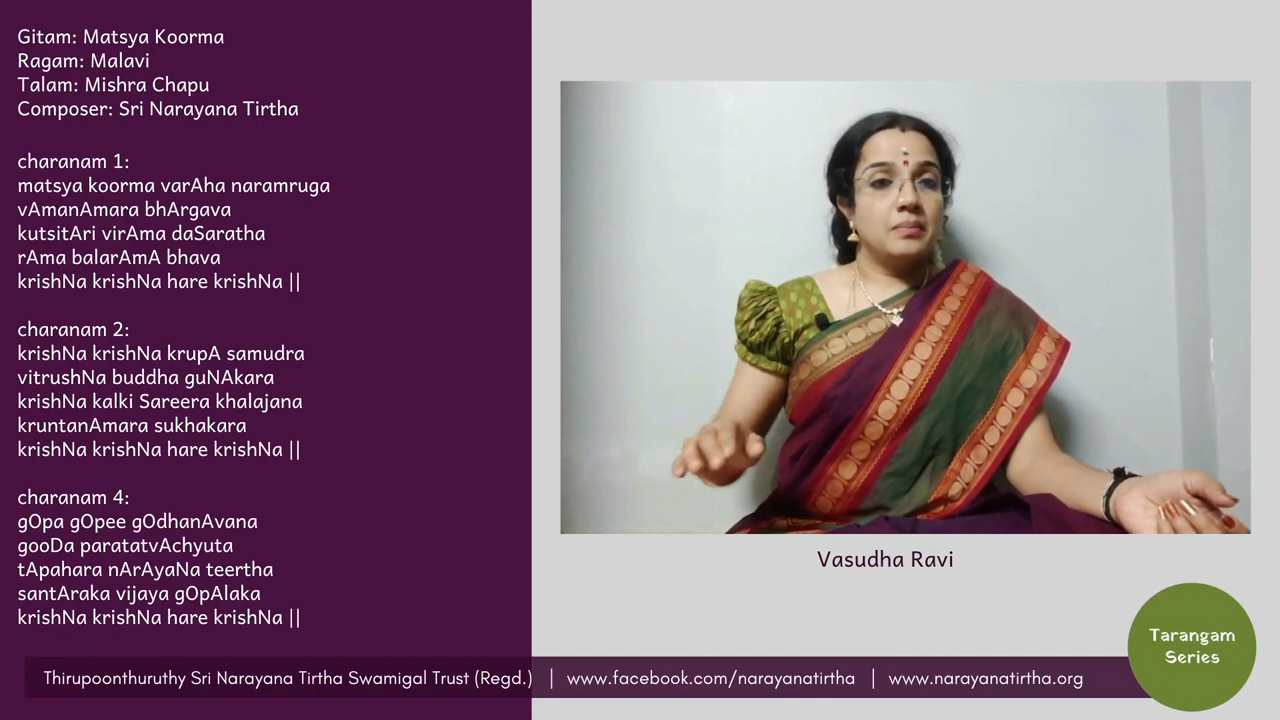 Gitam: Matsya Koorma
Ragam: Malavi
Talam: Mishra Chapu
Composer: Sri Narayana Tirtha
charanam 1:
matsya koorma varAha naramruga
vAmanAmara bhArgava
kutsitAri virAma daSaratha
rAma balarAmA bhava
krishNa krishNa hare krishNa ||
charanam 2:
krishNa krishNa krupA samudra
vitrushNa buddha guNAkara
krishNa kalki Sareera khalajana
kruntanAmara sukhakara
krishNa krishNa hare krishNa ||
charanam 4:
gOpa gOpee gOdhanAvana
gooDa paratatvAchyuta
tApahara nArAyaNa teertha
santAraka vijaya gOpAlaka
krishNa krishNa hare krishNa ||
Vasudha Ravi
Tarangam
Series
Thirupoonthuruthy Sri Narayana Tirtha Swamigal Trust (Regd.) | www.facebook.com/narayanatirtha | www.narayanatirtha.org